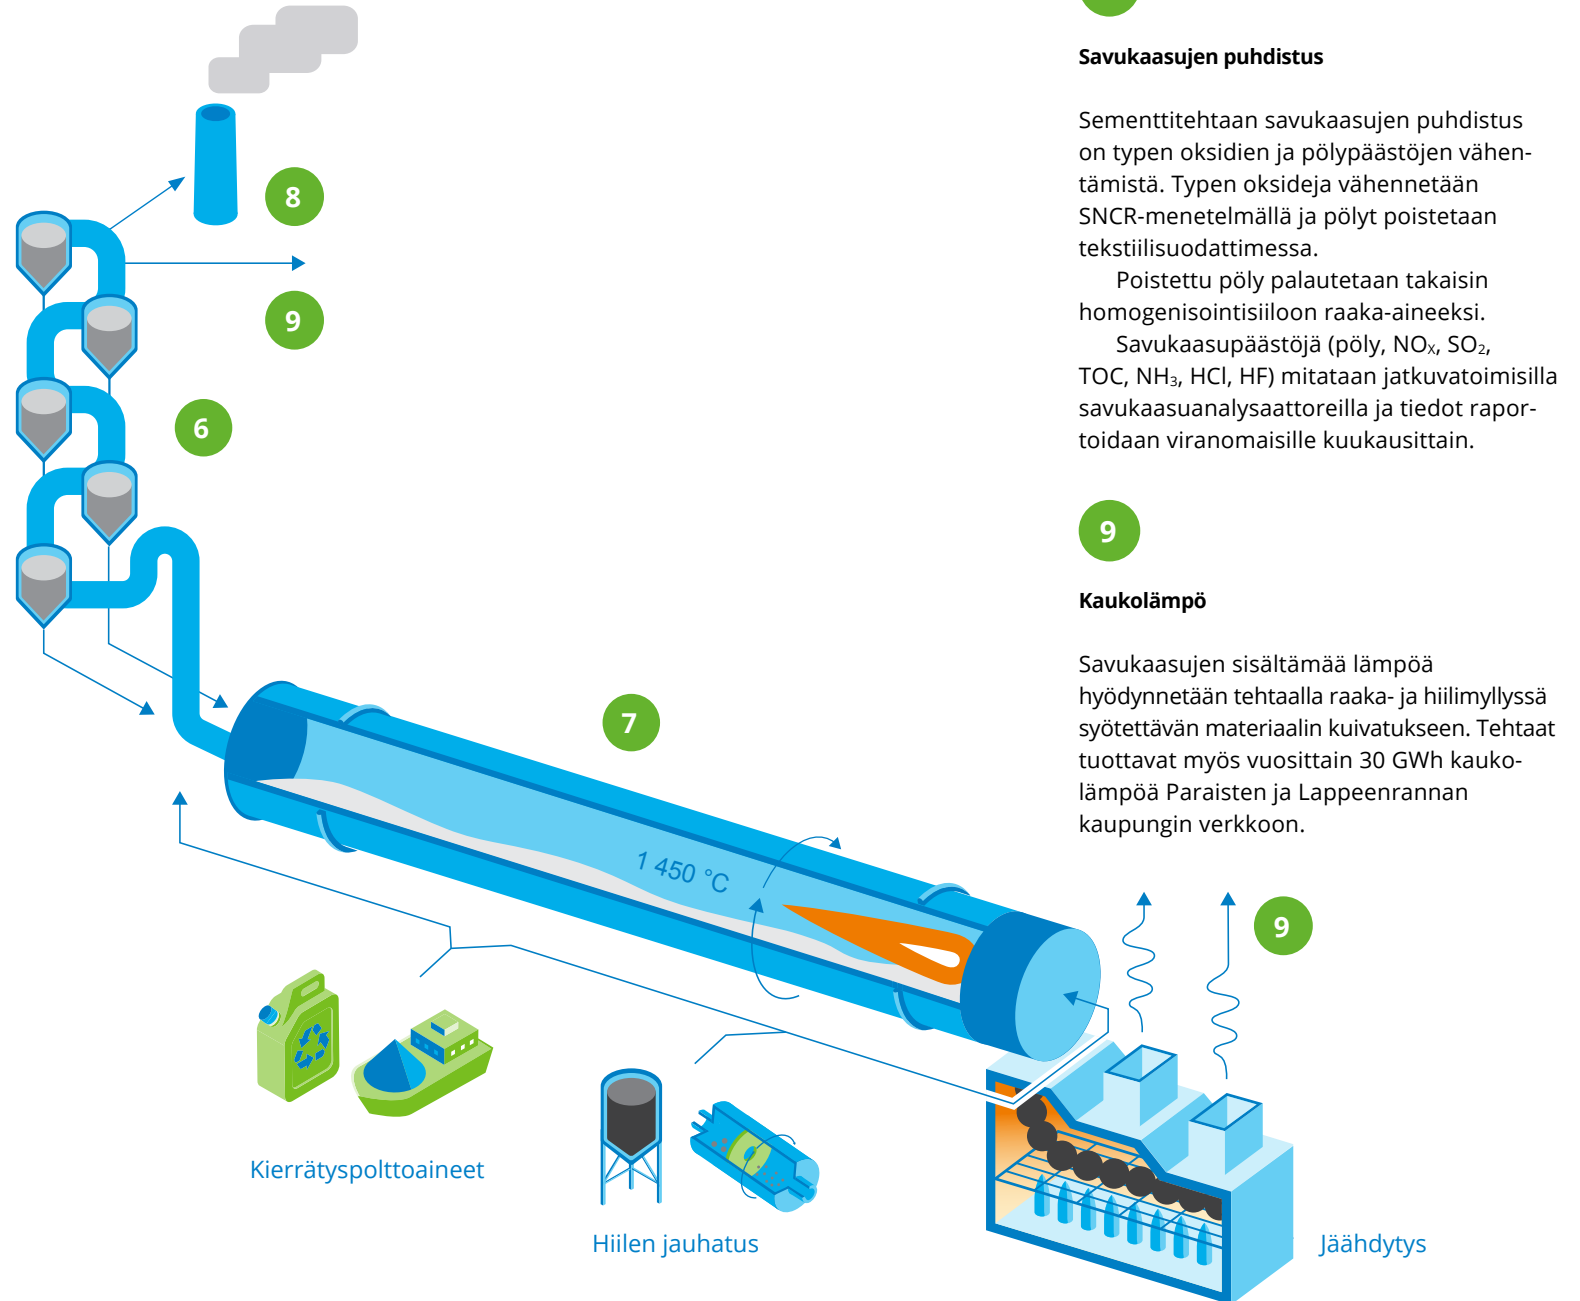 8
9
6
7
1 450 °C
Kierrätyspolttoaineet
Hiilen jauhatus
Jäähdytys
9
Savukaasujen puhdistus
Sementtitehtaan savukaasujen puhdistus
on typen oksidien ja pölypäästöjen vähen-
tämistä. Typen oksideja vähennetään
SNCR-menetelmällä ja pölyt poistetaan
tekstiilisuodattimessa.
Poistettu pöly palautetaan takaisin
homogenisointisiiloon raaka-aineeksi.
Savukaasupäästöjä (pöly, NOₓ, SO₂,
TOC, NH₃, HCl, HF) mitataan jatkuvatoimisilla
savukaasuanalysaattoreilla ja tiedot rapor-
toidaan viranomaisille kuukausittain.
9
Kaukolämpö
Savukaasujen sisältämää lämpöä
hyödynnetään tehtaalla raaka- ja hiilimyllyssä
syötettävän materiaalin kuivatukseen. Tehtaat
tuottavat myös vuosittain 30 GWh kauko-
lämpöä Paraisten ja Lappeenrannan
kaupungin verkkoon.